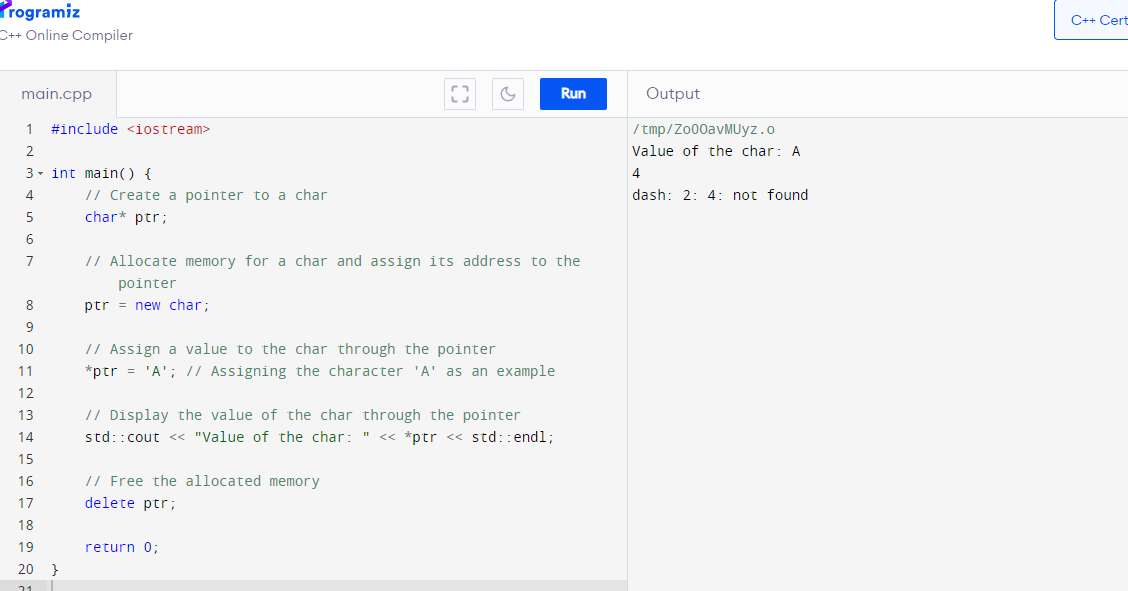 Programiz
C++ Online Compiler
C++ Cert
main.cpp
Run
Output
1 #include <iostream>
2
3 int main() {
4 // Create a pointer to a char
5 char* ptr;
6
7 // Allocate memory for a char and assign its address to the
pointer
8 ptr = new char;
9
10 // Assign a value to the char through the pointer
11 *ptr = 'A'; // Assigning the character 'A' as an example
12
13 // Display the value of the char through the pointer
14 std::cout << "Value of the char: " << *ptr << std::endl;
15
16 // Free the allocated memory
17 delete ptr;
18
19 return 0;
20 }
21
/tmp/ZoOOavMUyz.o
Value of the char: A
4
dash: 2: 4: not found